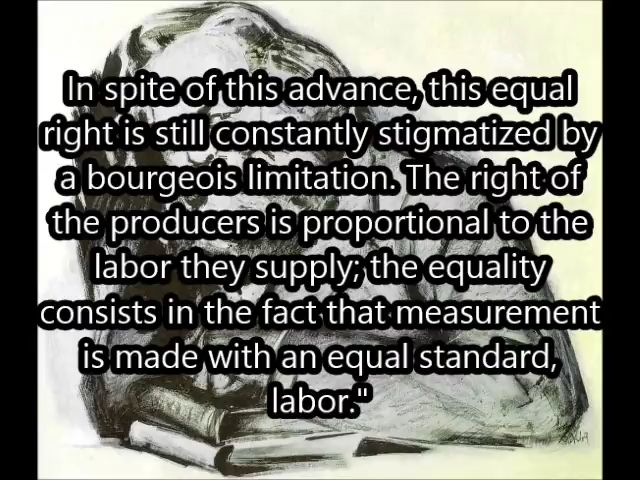 In spite of this advance, this equal
right is still constantly stigmatized by
a bourgeois limitation. The right of
the producers is proportional to the
labor they supply; the equality
consists in the fact that measurement
is made with an equal standard,
labor."